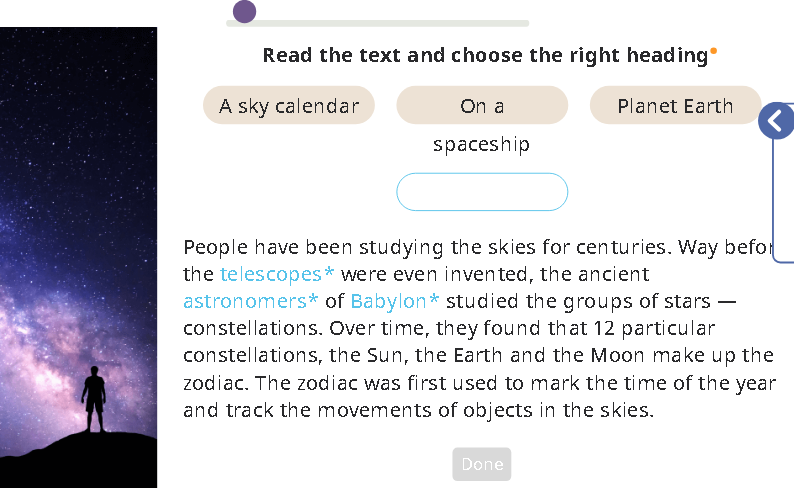 Read the text and choose the right heading
A sky calendar
On a
spaceship
Planet Earth
People have been studying the skies for centuries. Way befor
the telescopes* were even invented, the ancient
astronomers* of Babylon* studied the groups of stars —
constellations. Over time, they found that 12 particular
constellations, the Sun, the Earth and the Moon make up the
zodiac. The zodiac was first used to mark the time of the year
and track the movements of objects in the skies.
Done